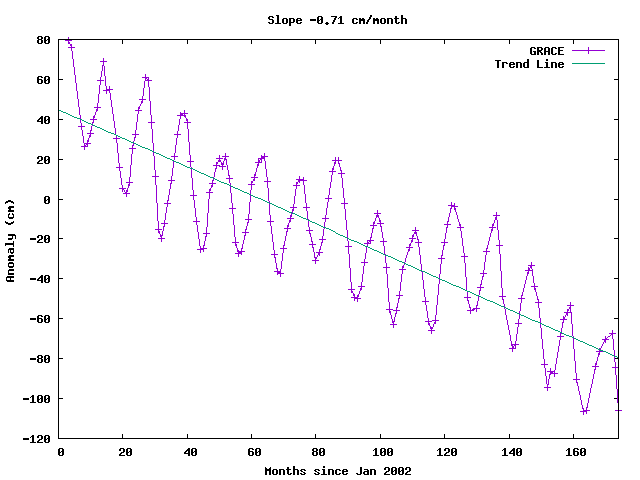 Slope -0.71 cm/month
GRACE
Trend Line
80
60
40
20
0
-20
-40
-60
-80
-100
-120
Anomaly (cm)
0 20 40 60 80 100 120 140 160
Months since Jan 2002